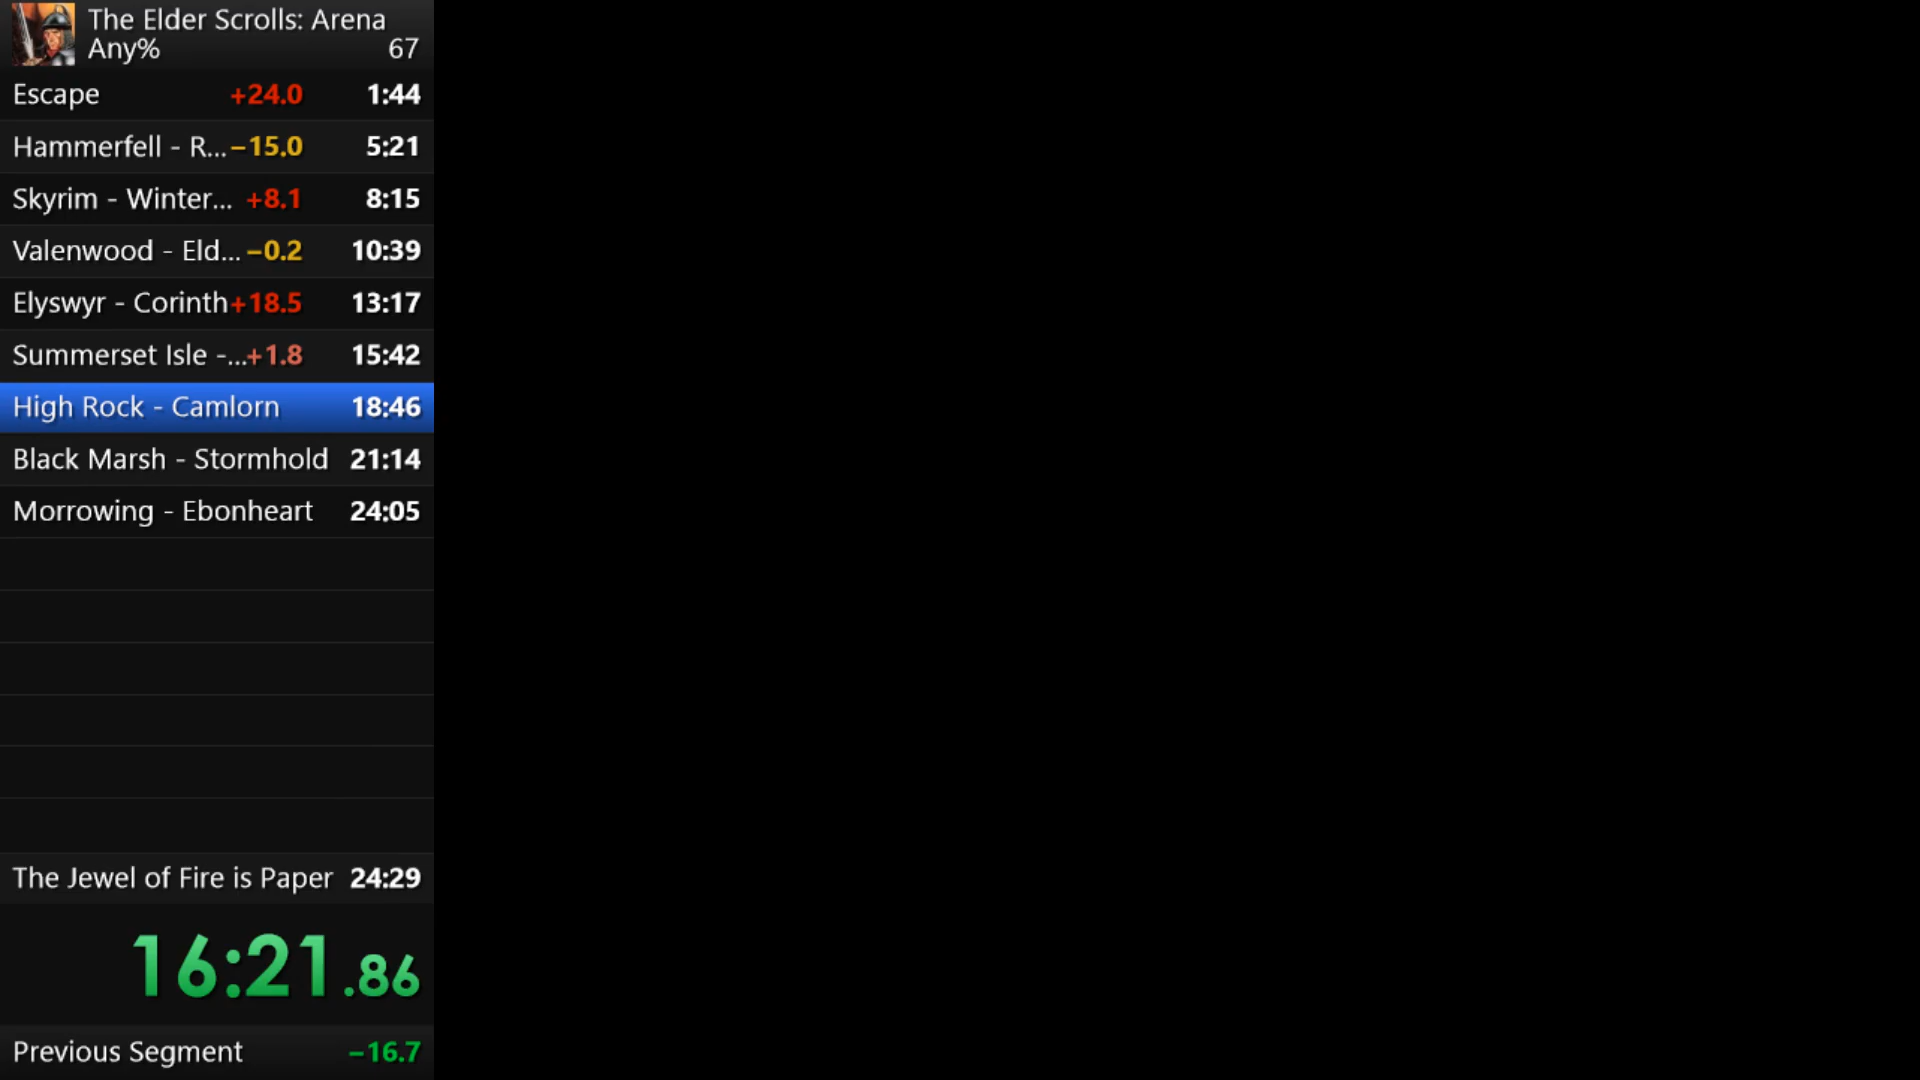 The Elder Scrolls: Arena
Any% 67
Escape +24.0 1:44
Hammerfell - R... −15.0 5:21
Skyrim - Winter... +8.1 8:15
Valenwood - Eld... −0.2 10:39
Elyswyr - Corinth +18.5 13:17
Summerset Isle -... +1.8 15:42
High Rock - Camlorn 18:46
Black Marsh - Stormhold 21:14
Morrowing - Ebonheart 24:05
The Jewel of Fire is Paper 24:29
16:21.86
Previous Segment −16.7